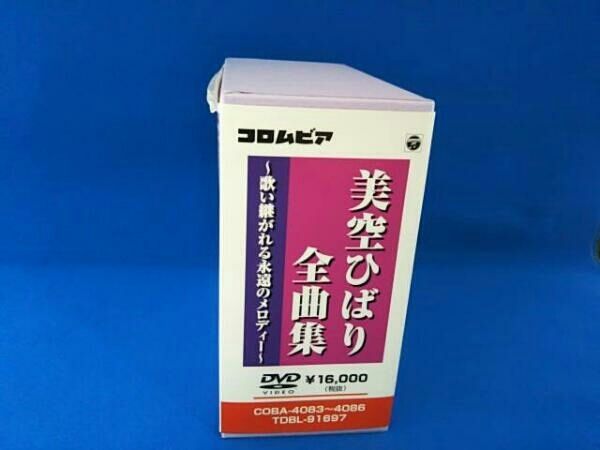 コロムビア
美空ひばり
全曲集
～歌い継がれる永遠のメロディー～
DVD
VIDEO
¥16,000
(税抜)
COBA-4083～4086
TDBL-91697